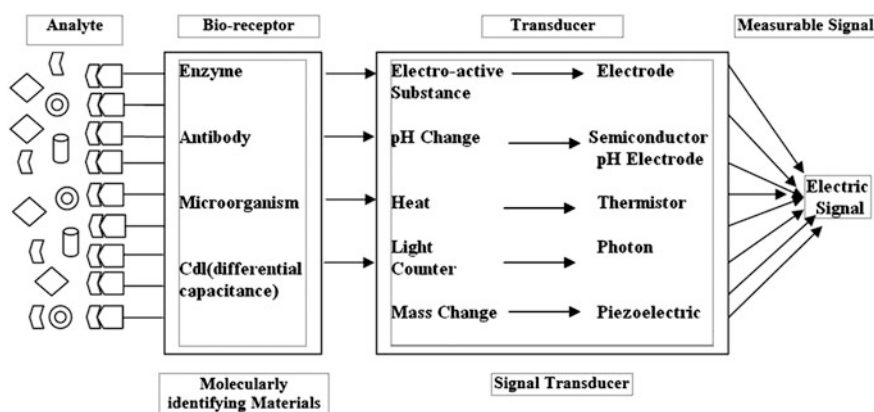 Analyte
Bio-receptor
Transducer
Measurable Signal
Enzyme
Antibody
Microorganism
Cdl(differential
capacitance)
Electro-active
Substance
Electrode
pH Change
Semiconductor
pH Electrode
Heat
Thermistor
Light
Counter
Photon
Mass Change
Piezoelectric
Electric
Signal
Molecularly
identifying Materials
Signal Transducer